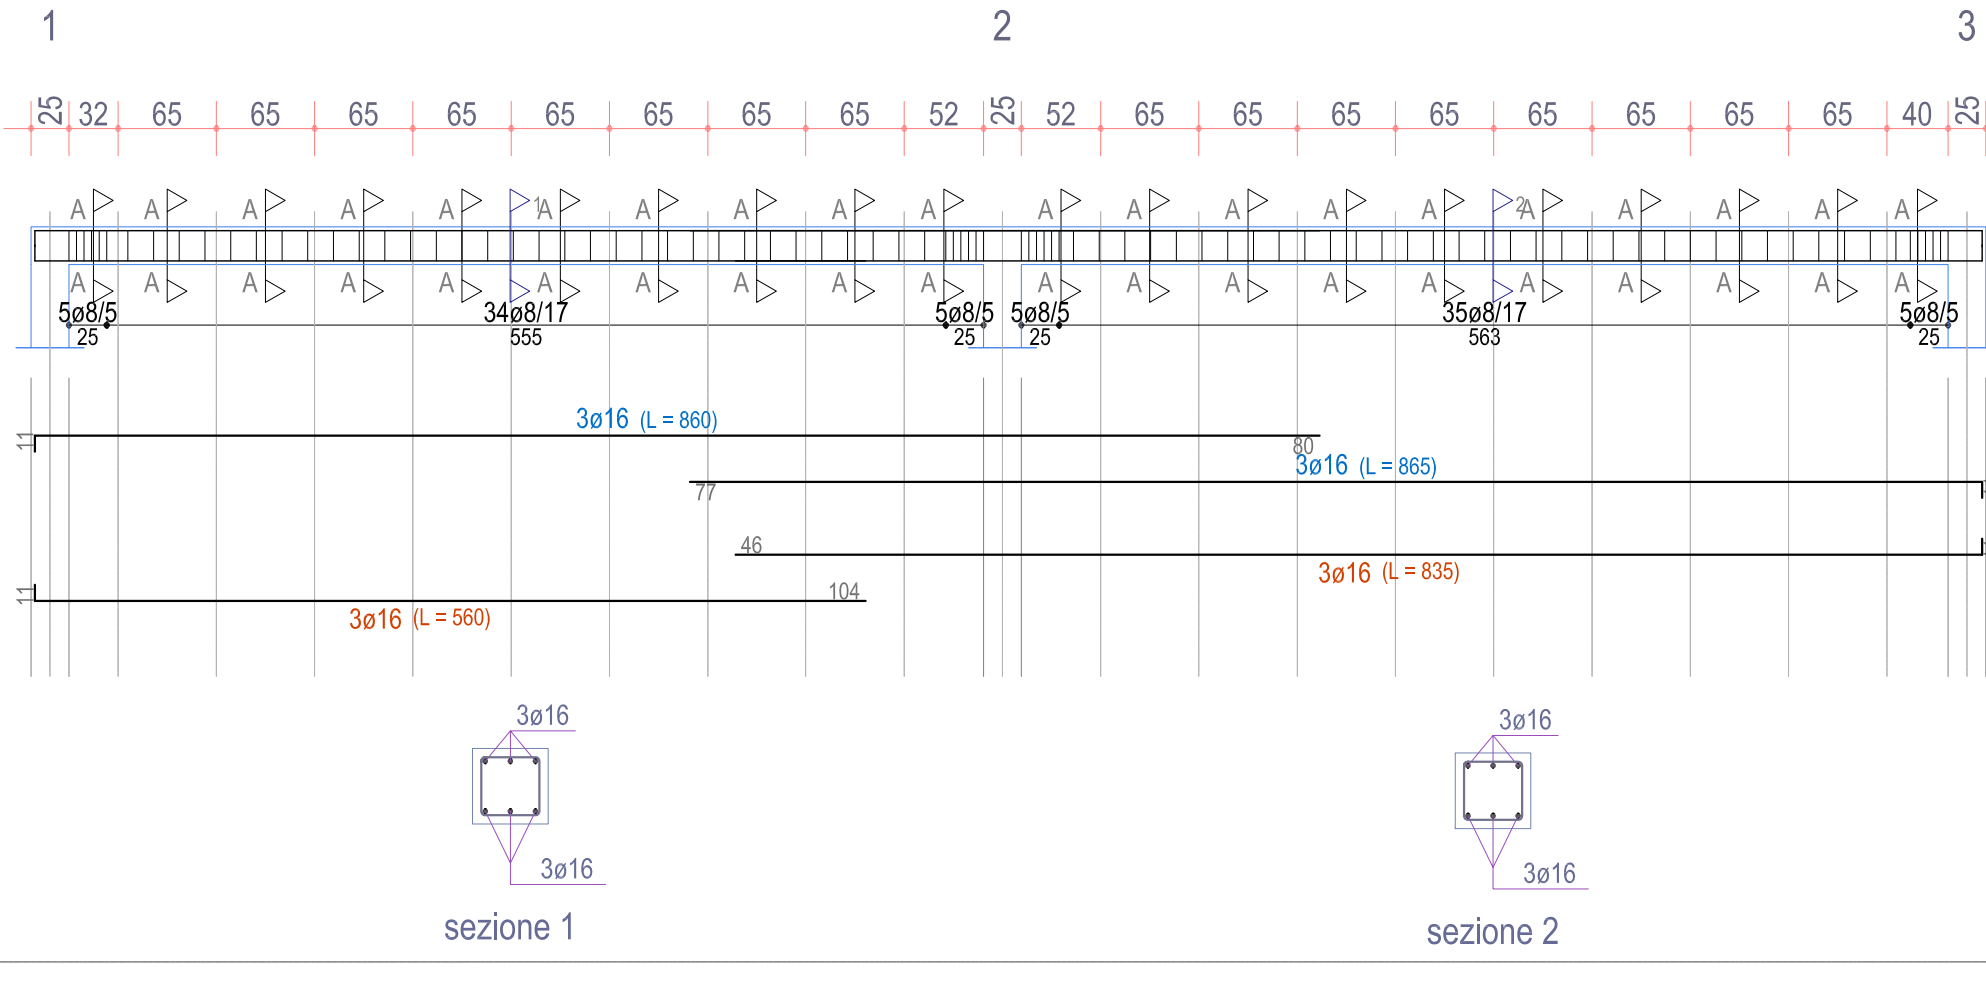 1 2 3
25 32 65 65 65 65 65 65 65 65 52 25 52 65 65 65 65 65 65 65 65 40 25
A A A A A 1 A A A A A A A A A A 2 A A A A A
A A A A A A A A A A A A A A A A A A A A
5ø8/5 34ø8/17 5ø8/5 5ø8/5 35ø8/17 5ø8/5
25 555 25 25 563 25
3ø16 (L = 860)
11 80
3ø16 (L = 865)
77
46
3ø16 (L = 835)
11 104
3ø16 (L = 560)
3ø16 3ø16
3ø16 3ø16
sezione 1 sezione 2